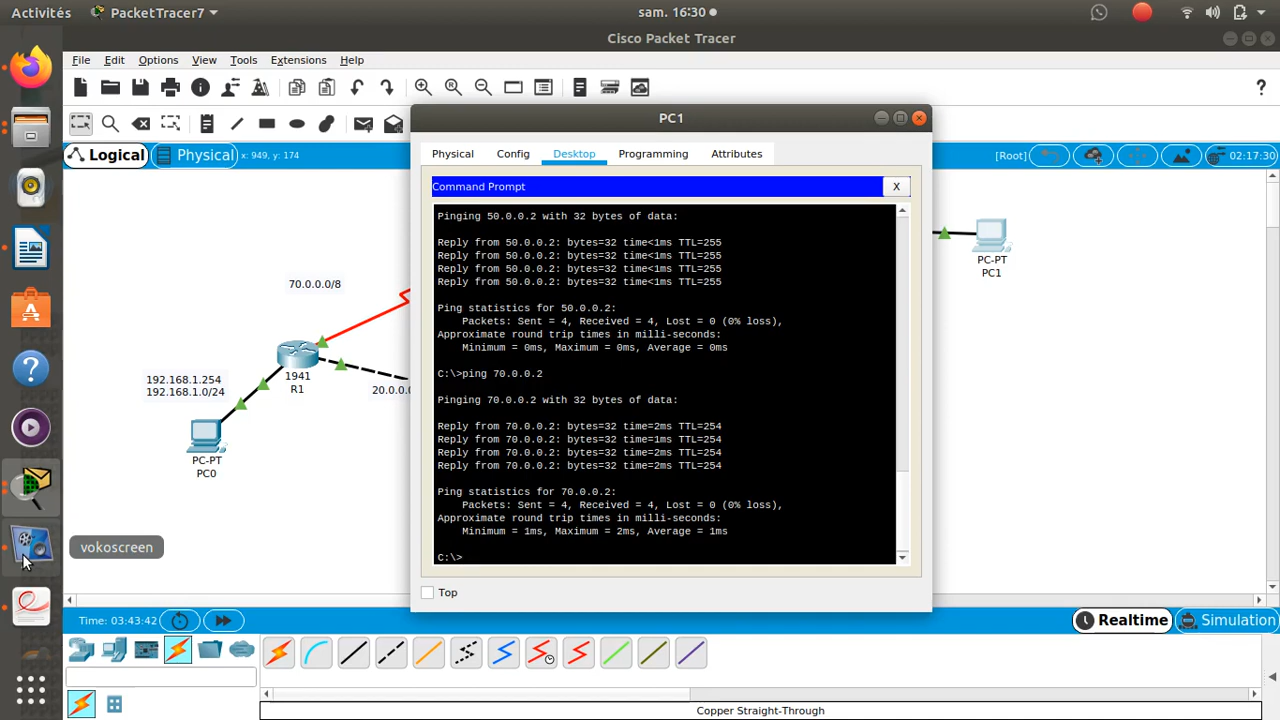 Activités
PacketTracer7
sam. 16:30
Cisco Packet Tracer
File Edit Options View Tools Extensions Help
?
Logical
Physical
x: 949, y: 174
[Root]
02:17:30
PC1
Physical Config Desktop Programming Attributes
Command Prompt
X
Pinging 50.0.0.2 with 32 bytes of data:
Reply from 50.0.0.2: bytes=32 time<1ms TTL=255
Reply from 50.0.0.2: bytes=32 time<1ms TTL=255
Reply from 50.0.0.2: bytes=32 time<1ms TTL=255
Reply from 50.0.0.2: bytes=32 time<1ms TTL=255
Ping statistics for 50.0.0.2:
Packets: Sent = 4, Received = 4, Lost = 0 (0% loss),
Approximate round trip times in milli-seconds:
Minimum = 0ms, Maximum = 0ms, Average = 0ms
C:\>ping 70.0.0.2
Pinging 70.0.0.2 with 32 bytes of data:
Reply from 70.0.0.2: bytes=32 time=2ms TTL=254
Reply from 70.0.0.2: bytes=32 time=1ms TTL=254
Reply from 70.0.0.2: bytes=32 time=2ms TTL=254
Reply from 70.0.0.2: bytes=32 time=2ms TTL=254
Ping statistics for 70.0.0.2:
Packets: Sent = 4, Received = 4, Lost = 0 (0% loss),
Approximate round trip times in milli-seconds:
Minimum = 1ms, Maximum = 2ms, Average = 1ms
C:\>
Top
70.0.0.0/8
1941
R1
20.0.0.0
192.168.1.254
192.168.1.0/24
PC-PT
PC0
PC-PT
PC1
vokoscreen
Time: 03:43:42
Realtime
Simulation
Copper Straight-Through